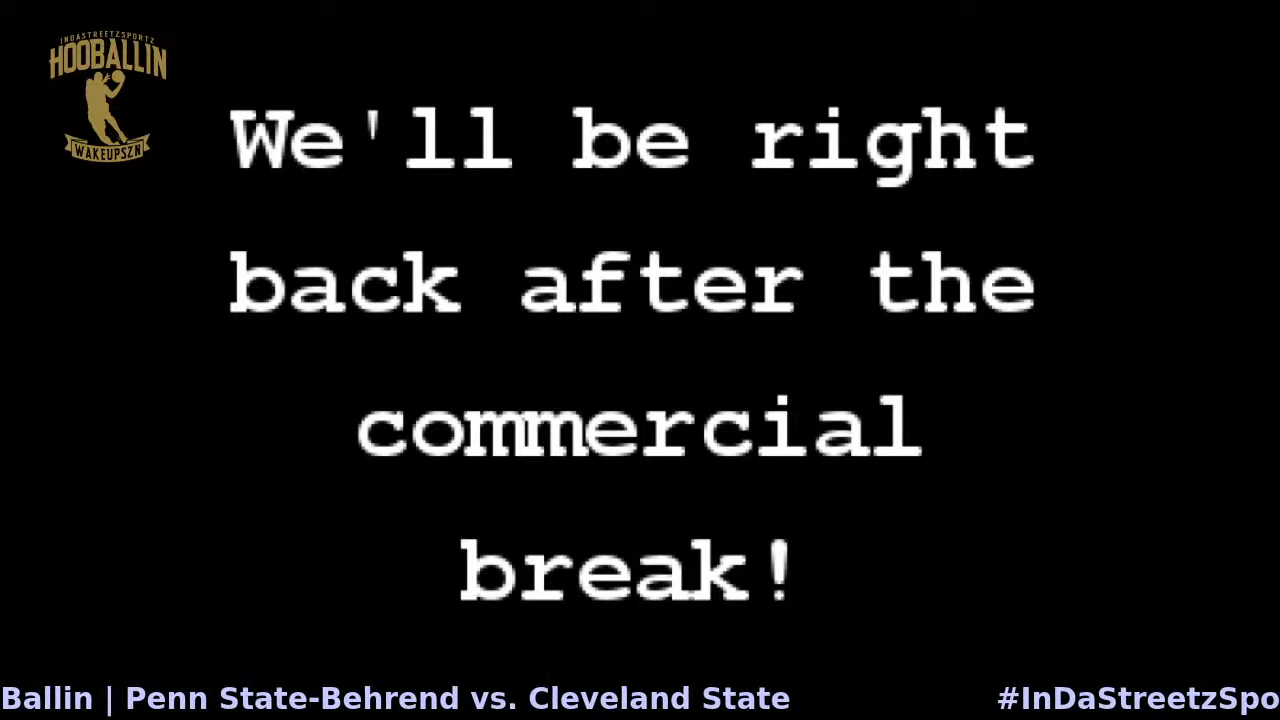 INDASTREETZSPORTZ
HOOBALLIN
WAKEUPSZN
We'll be right
back after the
commercial
break!
Ballin | Penn State-Behrend vs. Cleveland State #InDaStreetzSpo